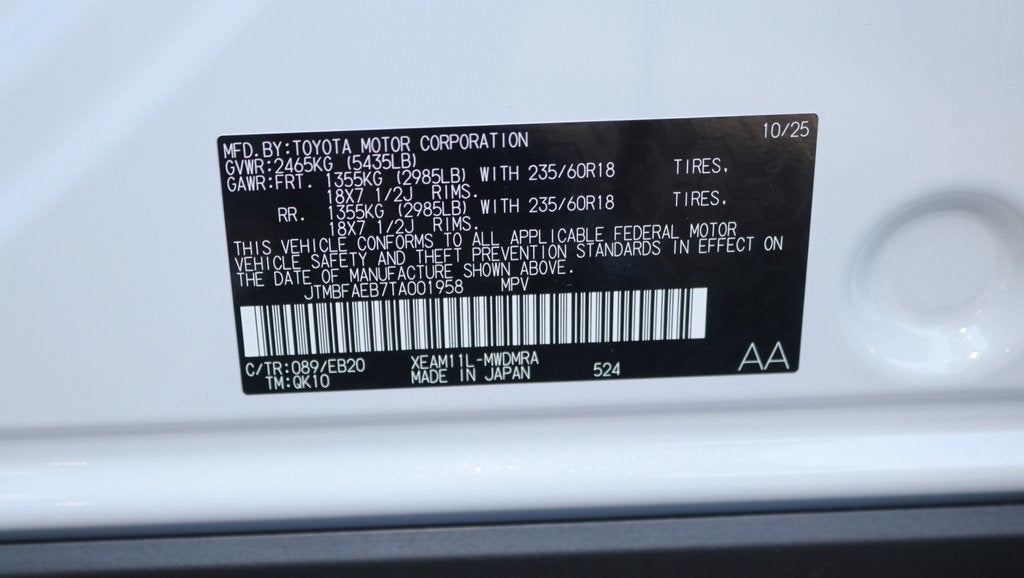 MFD.BY:TOYOTA MOTOR CORPORATION 10/25
GVWR:2465KG (5435LB)
GAWR:FRT. 1355KG (2985LB) WITH 235/60R18 TIRES.
18X7 1/2J RIMS.
RR. 1355KG (2985LB) WITH 235/60R18 TIRES.
18X7 1/2J RIMS.
THIS VEHICLE CONFORMS TO ALL APPLICABLE FEDERAL MOTOR
VEHICLE SAFETY AND THEFT PREVENTION STANDARDS IN EFFECT ON
THE DATE OF MANUFACTURE SHOWN ABOVE.
JTMBFAEB7TA001958 MPV
C/TR:089/EB20 XEAM11L-MWDMRA 524 AA
TM:QK10 MADE IN JAPAN